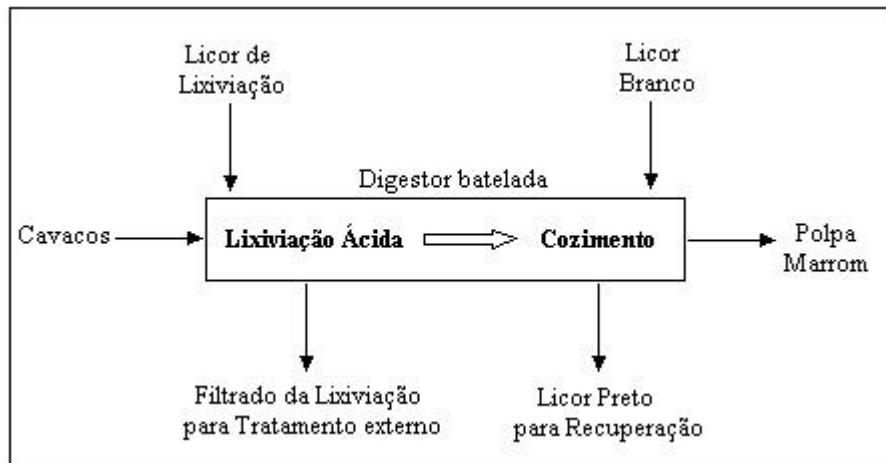 Licor de
Lixiviação
Licor
Branco
Digestor batelada
Cavacos
Lixiviação Ácida
Cozimento
Polpa
Marrom
Filtrado da Lixiviação
para Tratamento externo
Licor Preto
para Recuperação